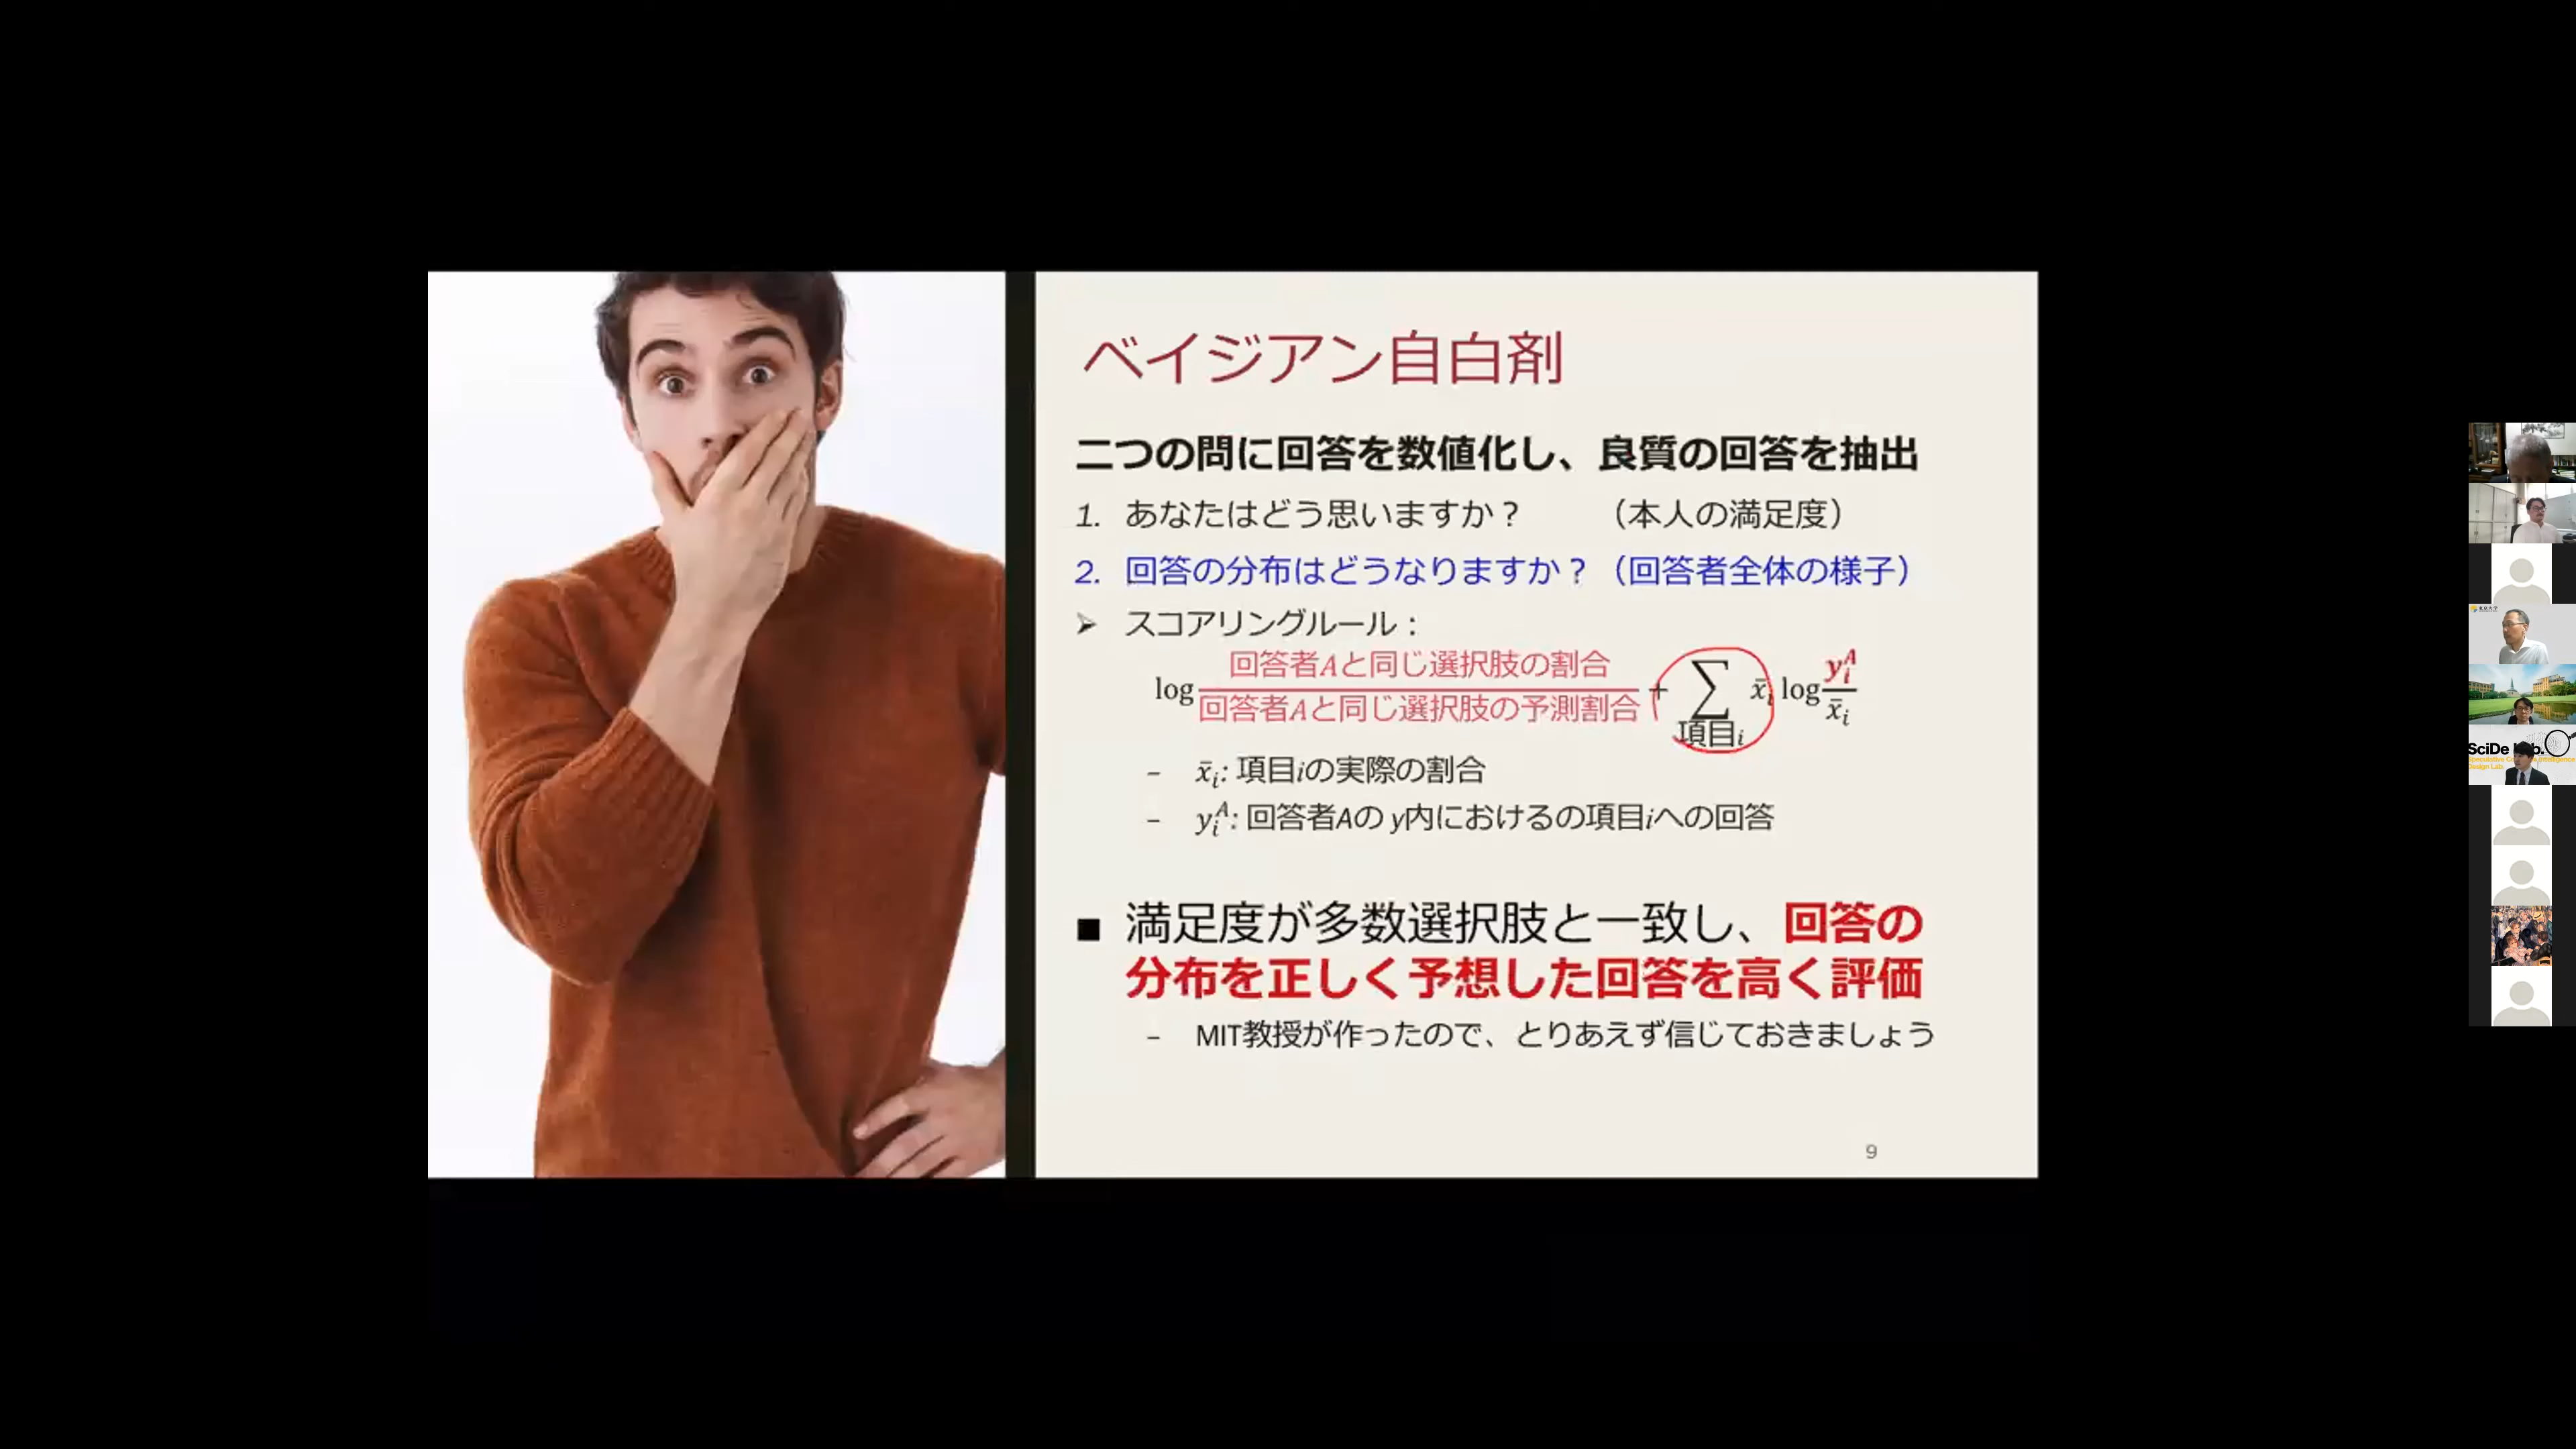 ベイジアン自白剤
二つの問に回答を数値化し、良質の回答を抽出
1. あなたはどう思いますか？ （本人の満足度）
2. 回答の分布はどうなりますか？（回答者全体の様子）
➢ スコアリングルール：
log 回答者Aと同じ選択肢の割合 / 回答者Aと同じ選択肢の予測割合 + ∑ 項目i x̄ᵢ log yᵢᴬ / x̄ᵢ
– x̄ᵢ: 項目iの実際の割合
– yᵢᴬ: 回答者Aの y内におけるの項目iへの回答
■ 満足度が多数選択肢と一致し、回答の
分布を正しく予想した回答を高く評価
– MIT教授が作ったので、とりあえず信じておきましょう
9
SciDe
Design Lab.